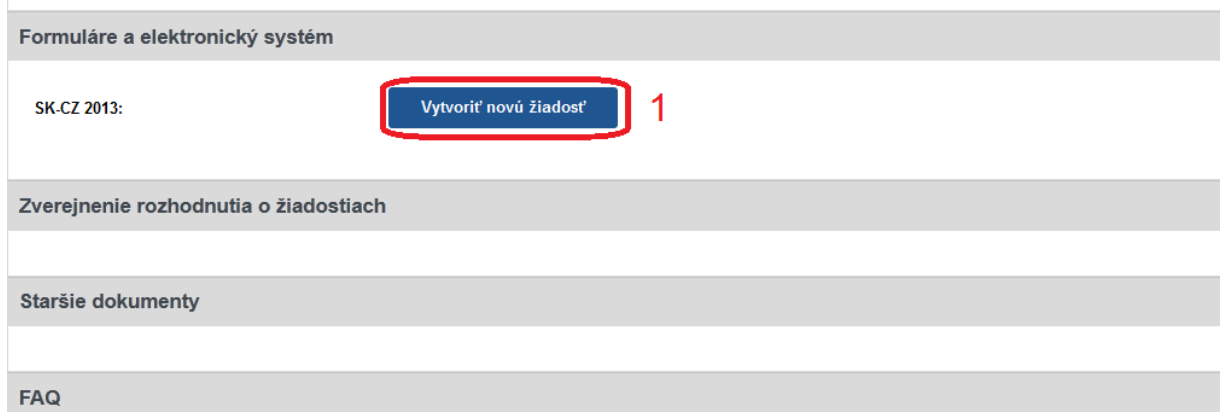 Formuláre a elektronický systém
SK-CZ 2013: Vytvoriť novú žiadosť 1
Zverejnenie rozhodnutia o žiadostiach
Staršie dokumenty
FAQ